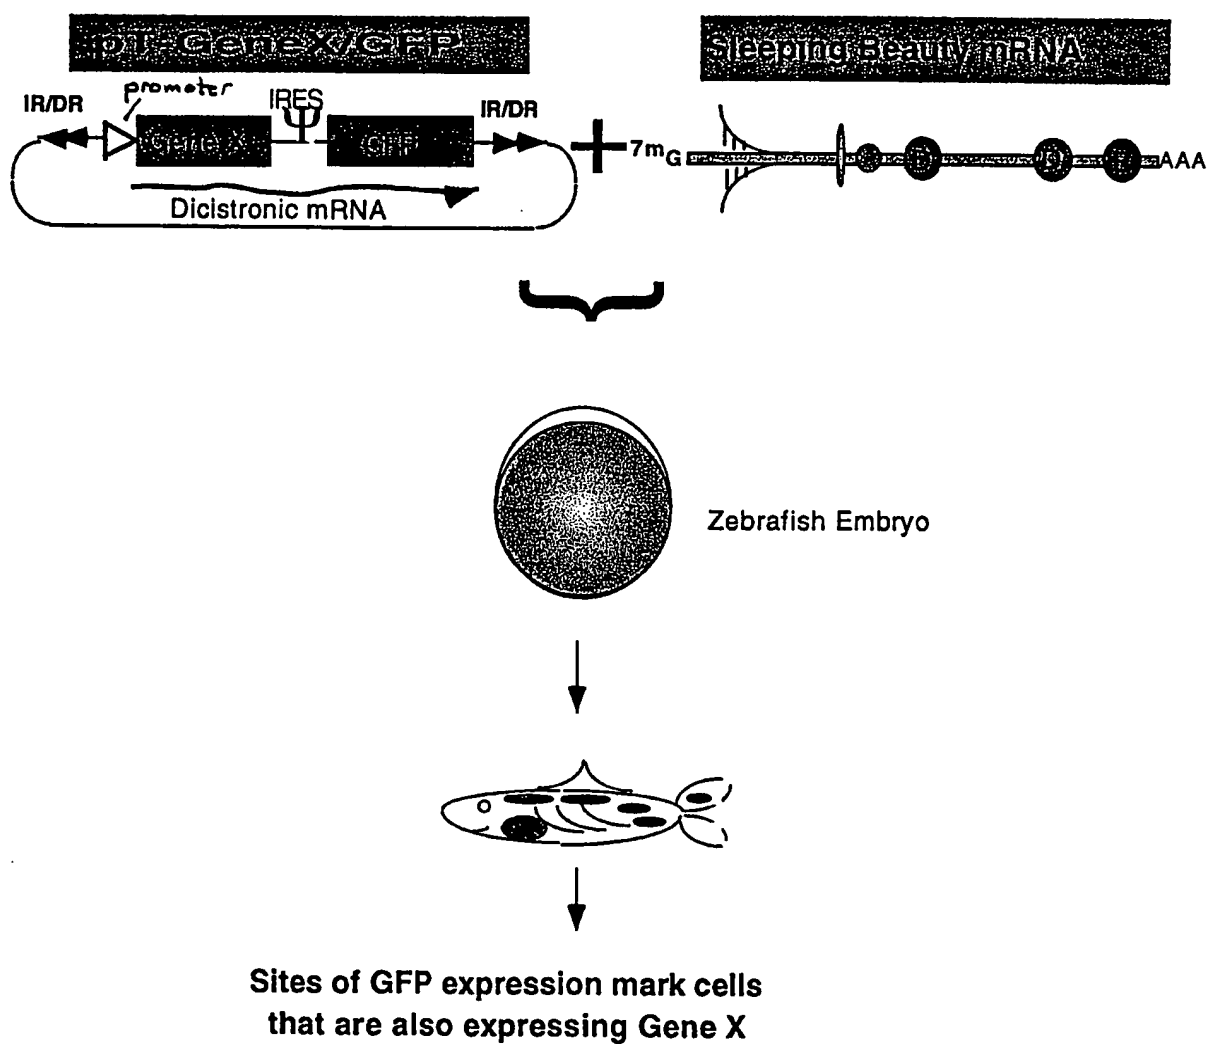 pT-GeneX/GFP
Sleeping Beauty mRNA
promoter
IR/DR
IRES
IR/DR
Gene X
GFP
7mG
AAA
Dicistronic mRNA
Zebrafish Embryo
Sites of GFP expression mark cells
that are also expressing Gene X